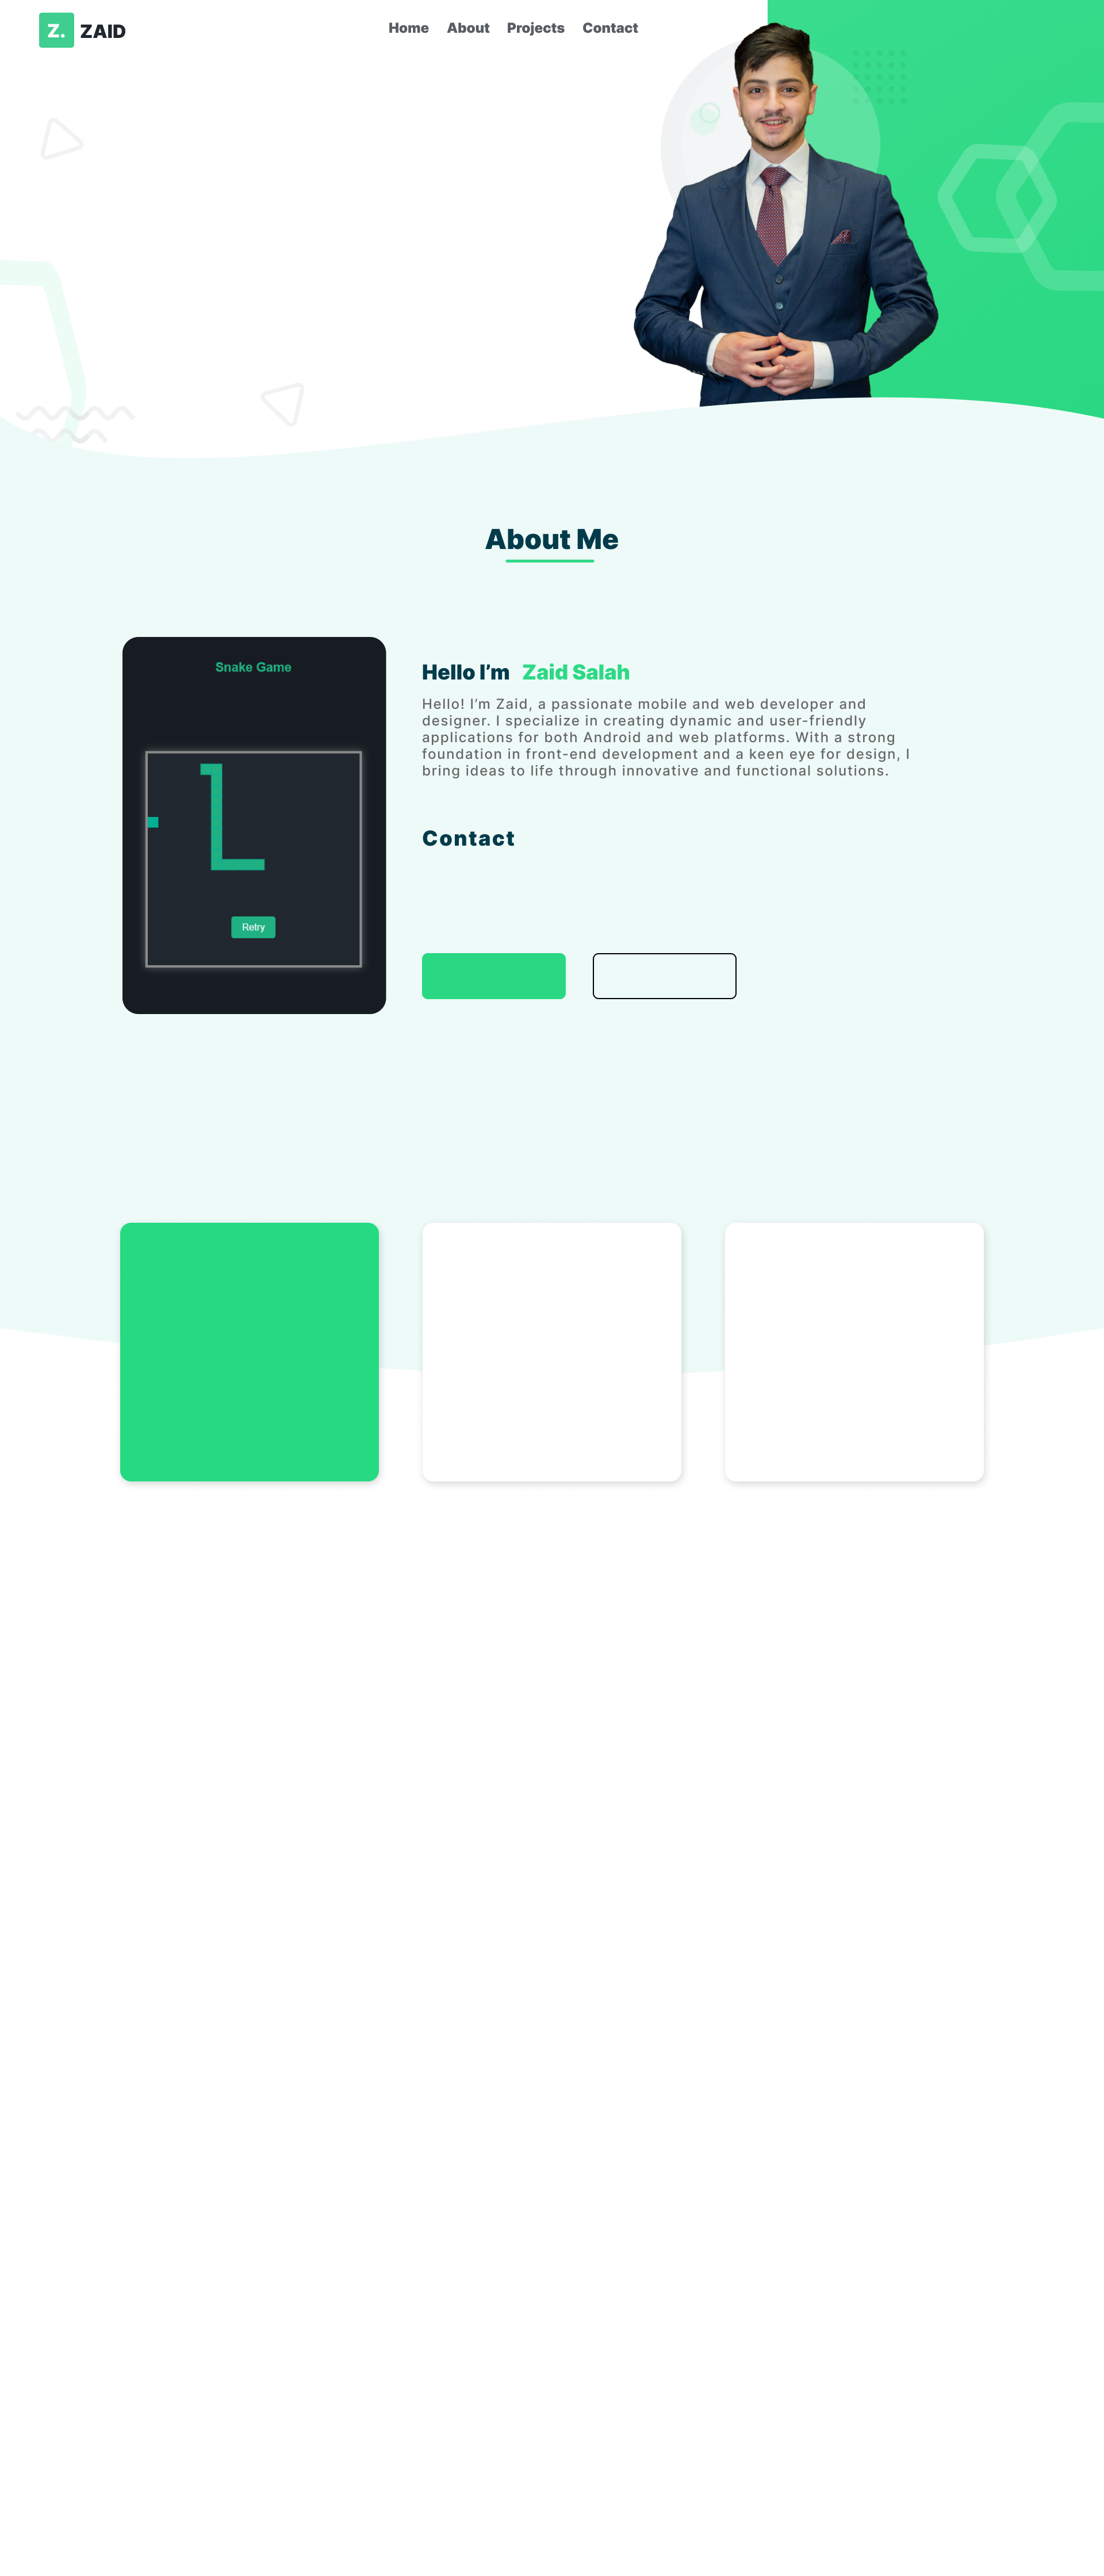 Z. ZAID
Home About Projects Contact
About Me
Snake Game
Retry
Hello I’m Zaid Salah
Hello! I’m Zaid, a passionate mobile and web developer and
designer. I specialize in creating dynamic and user-friendly
applications for both Android and web platforms. With a strong
foundation in front-end development and a keen eye for design, I
bring ideas to life through innovative and functional solutions.
Contact